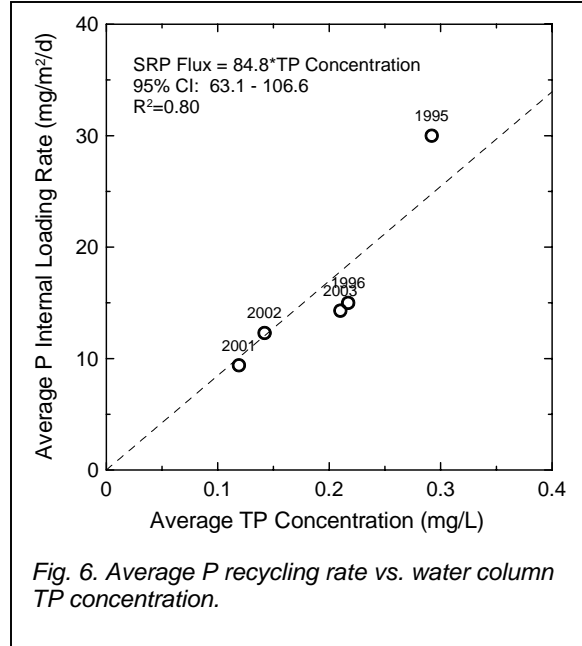 40
30
20
10
0
Average P Internal Loading Rate (mg/m²/d)
SRP Flux = 84.8*TP Concentration
95% CI: 63.1 - 106.6
R²=0.80
1995
1996
2003
2002
2001
0 0.1 0.2 0.3 0.4
Average TP Concentration (mg/L)
Fig. 6. Average P recycling rate vs. water column
TP concentration.